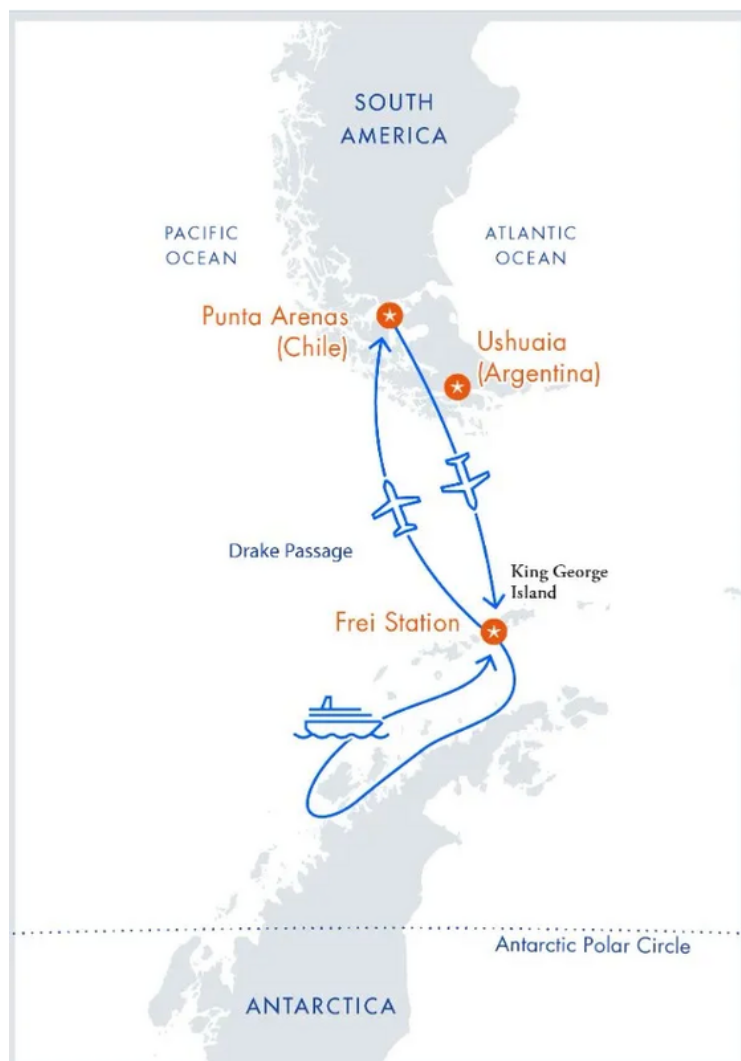 SOUTH
AMERICA
PACIFIC
OCEAN
ATLANTIC
OCEAN
Punta Arenas
(Chile)
Ushuaia
(Argentina)
Drake Passage
King George
Island
Frei Station
Antarctic Polar Circle
ANTARCTICA